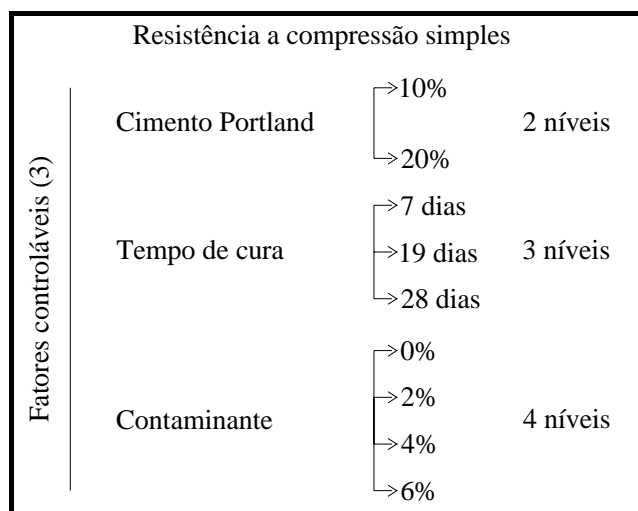 Resistência a compressão simples
Fatores controláveis (3)
Cimento Portland
10%
20%
2 níveis
Tempo de cura
7 dias
19 dias
28 dias
3 níveis
Contaminante
0%
2%
4%
6%
4 níveis